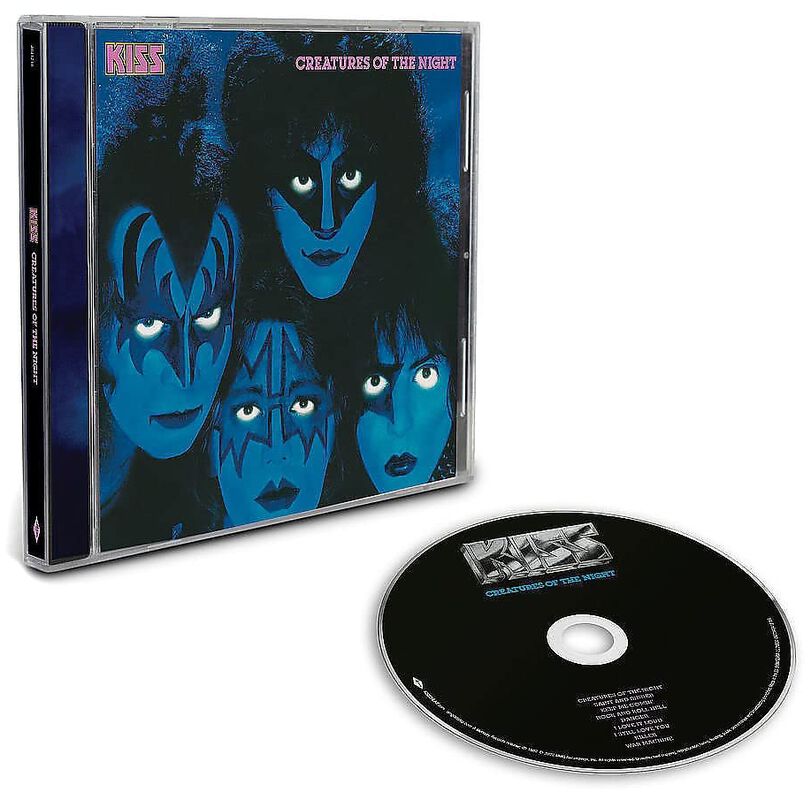 KISS
CREATURES OF THE NIGHT
KISS CREATURES OF THE NIGHT
KISS
CREATURES OF THE NIGHT
CREATURES OF THE NIGHT
SAINT AND SINNER
KEEP ME COMIN'
ROCK AND ROLL HELL
DANGER
I LOVE IT LOUD
I STILL LOVE YOU
KILLER
WAR MACHINE